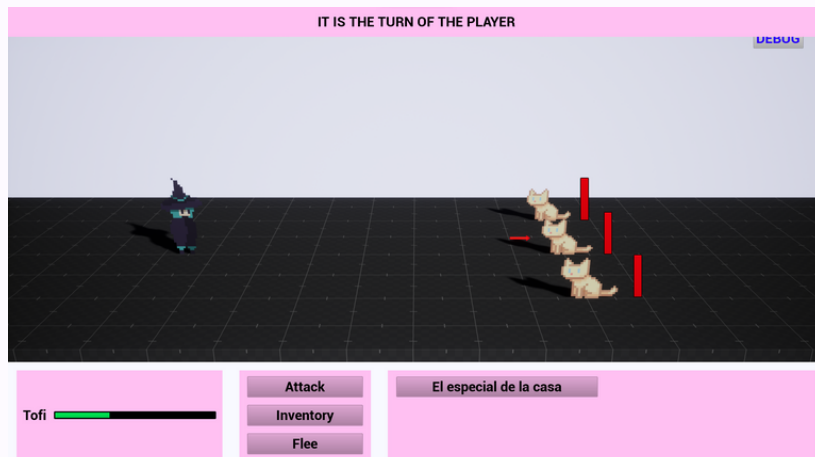 IT IS THE TURN OF THE PLAYER
DEBUG
Tofi
Attack
Inventory
Flee
El especial de la casa